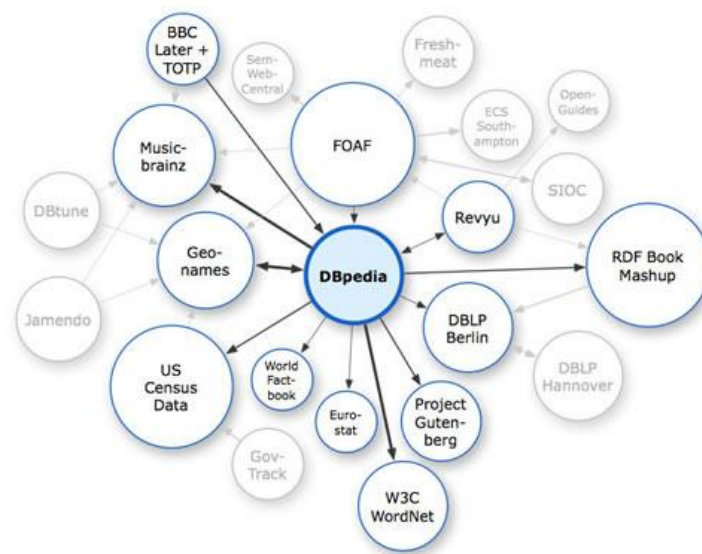 BBC
Later +
TOTP
Fresh-
meat
Sem-
Web-
Central
Open-
Guides
ECS
South-
ampton
FOAF
Music-
brainz
SIOC
DBtune
Revyu
Geo-
names
DBpedia
RDF Book
Mashup
Jamendo
DBLP
Berlin
US
Census
Data
World
Fact-
book
DBLP
Hannover
Euro-
stat
Project
Guten-
berg
Gov-
Track
W3C
WordNet